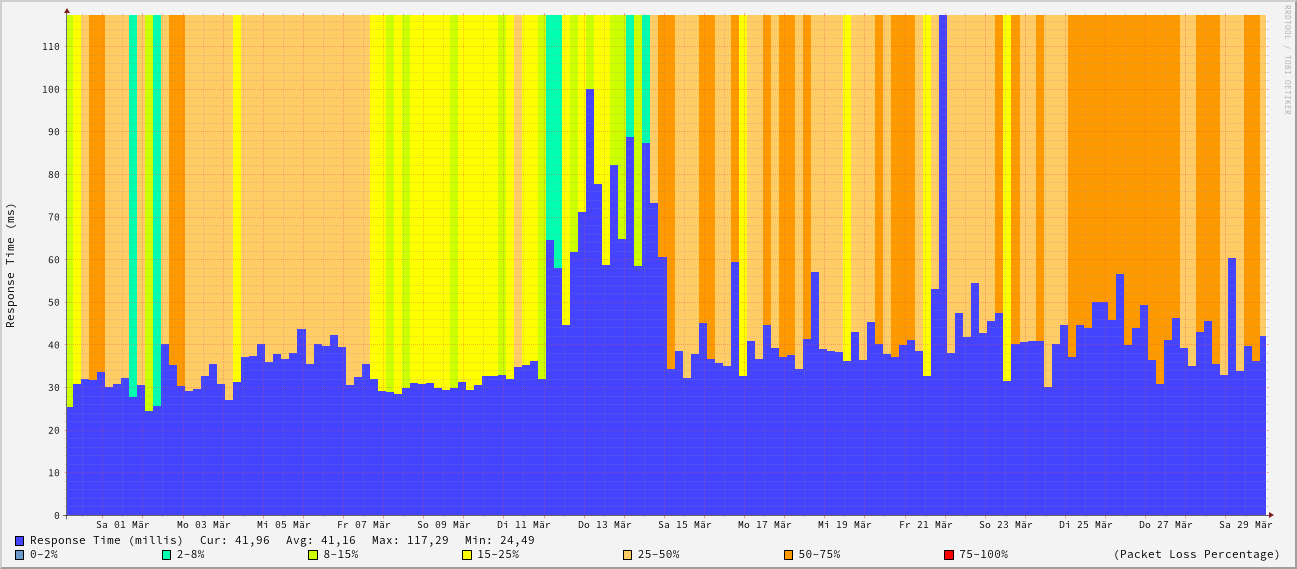 RRDTOOL / TOBI OETIKER
Response Time (ms)
110
100
90
80
70
60
50
40
30
20
10
0
Sa 01 Mär Mo 03 Mär Mi 05 Mär Fr 07 Mär So 09 Mär Di 11 Mär Do 13 Mär Sa 15 Mär Mo 17 Mär Mi 19 Mär Fr 21 Mär So 23 Mär Di 25 Mär Do 27 Mär Sa 29 Mär
Response Time (millis) Cur: 41,96 Avg: 41,16 Max: 117,29 Min: 24,49
0-2% 2-8% 8-15% 15-25% 25-50% 50-75% 75-100% (Packet Loss Percentage)